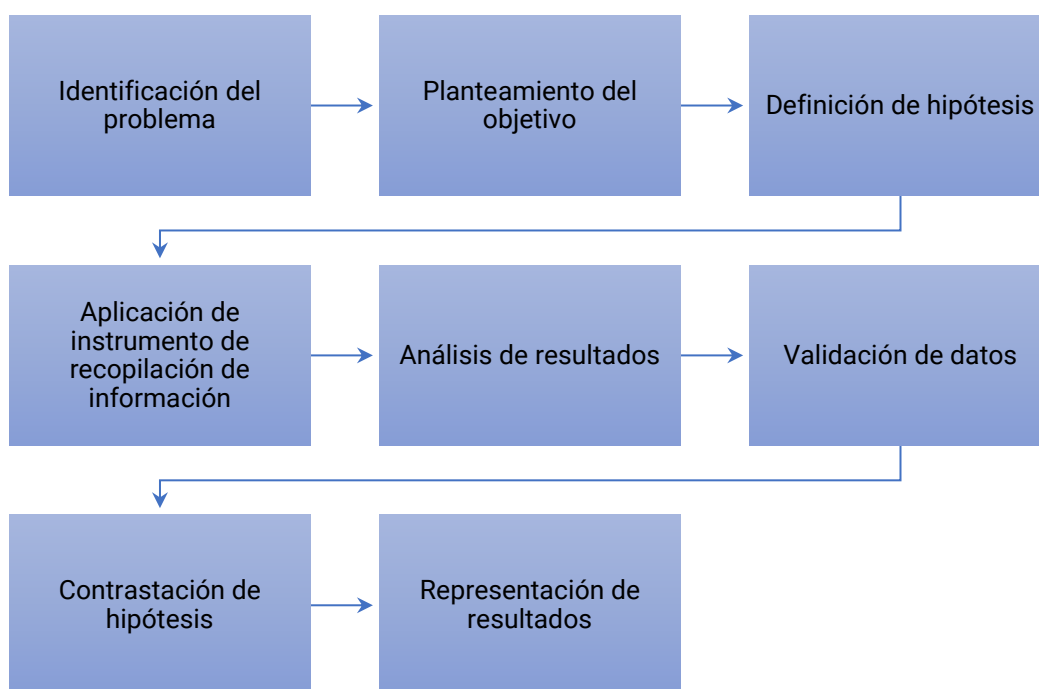 Identificación del
problema
Planteamiento del
objetivo
Definición de hipótesis
Aplicación de
instrumento de
recopilación de
información
Análisis de resultados
Validación de datos
Contrastación de
hipótesis
Representación de
resultados